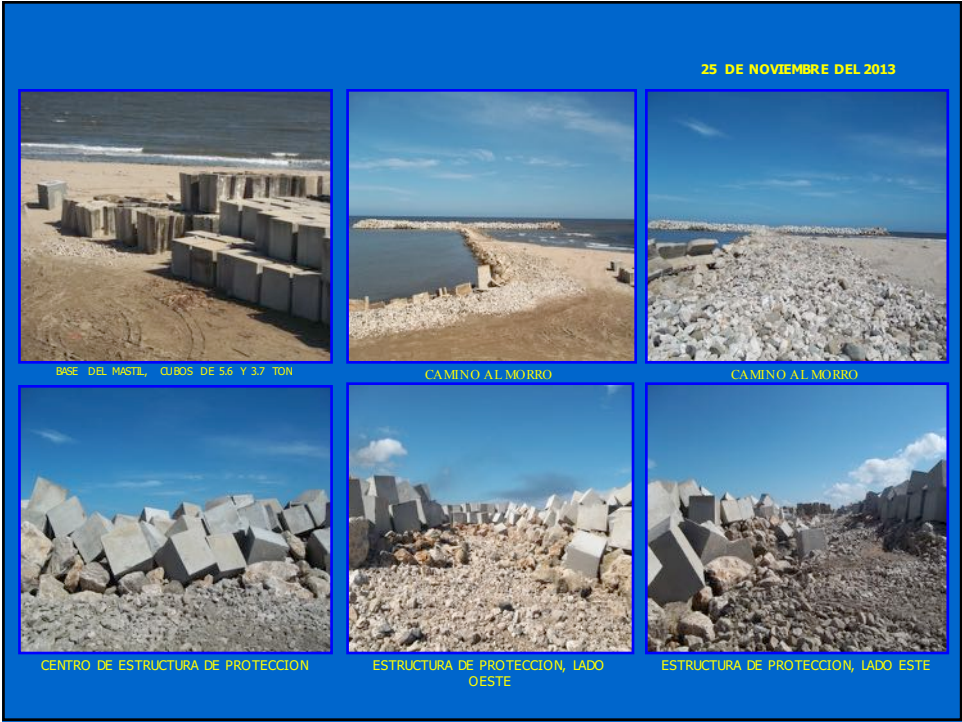 25 DE NOVIEMBRE DEL 2013
BASE DEL MASTIL, CUBOS DE 5.6 Y 3.7 TON
CAMINO AL MORRO
CAMINO AL MORRO
CENTRO DE ESTRUCTURA DE PROTECCION
ESTRUCTURA DE PROTECCION, LADO
OESTE
ESTRUCTURA DE PROTECCION, LADO ESTE